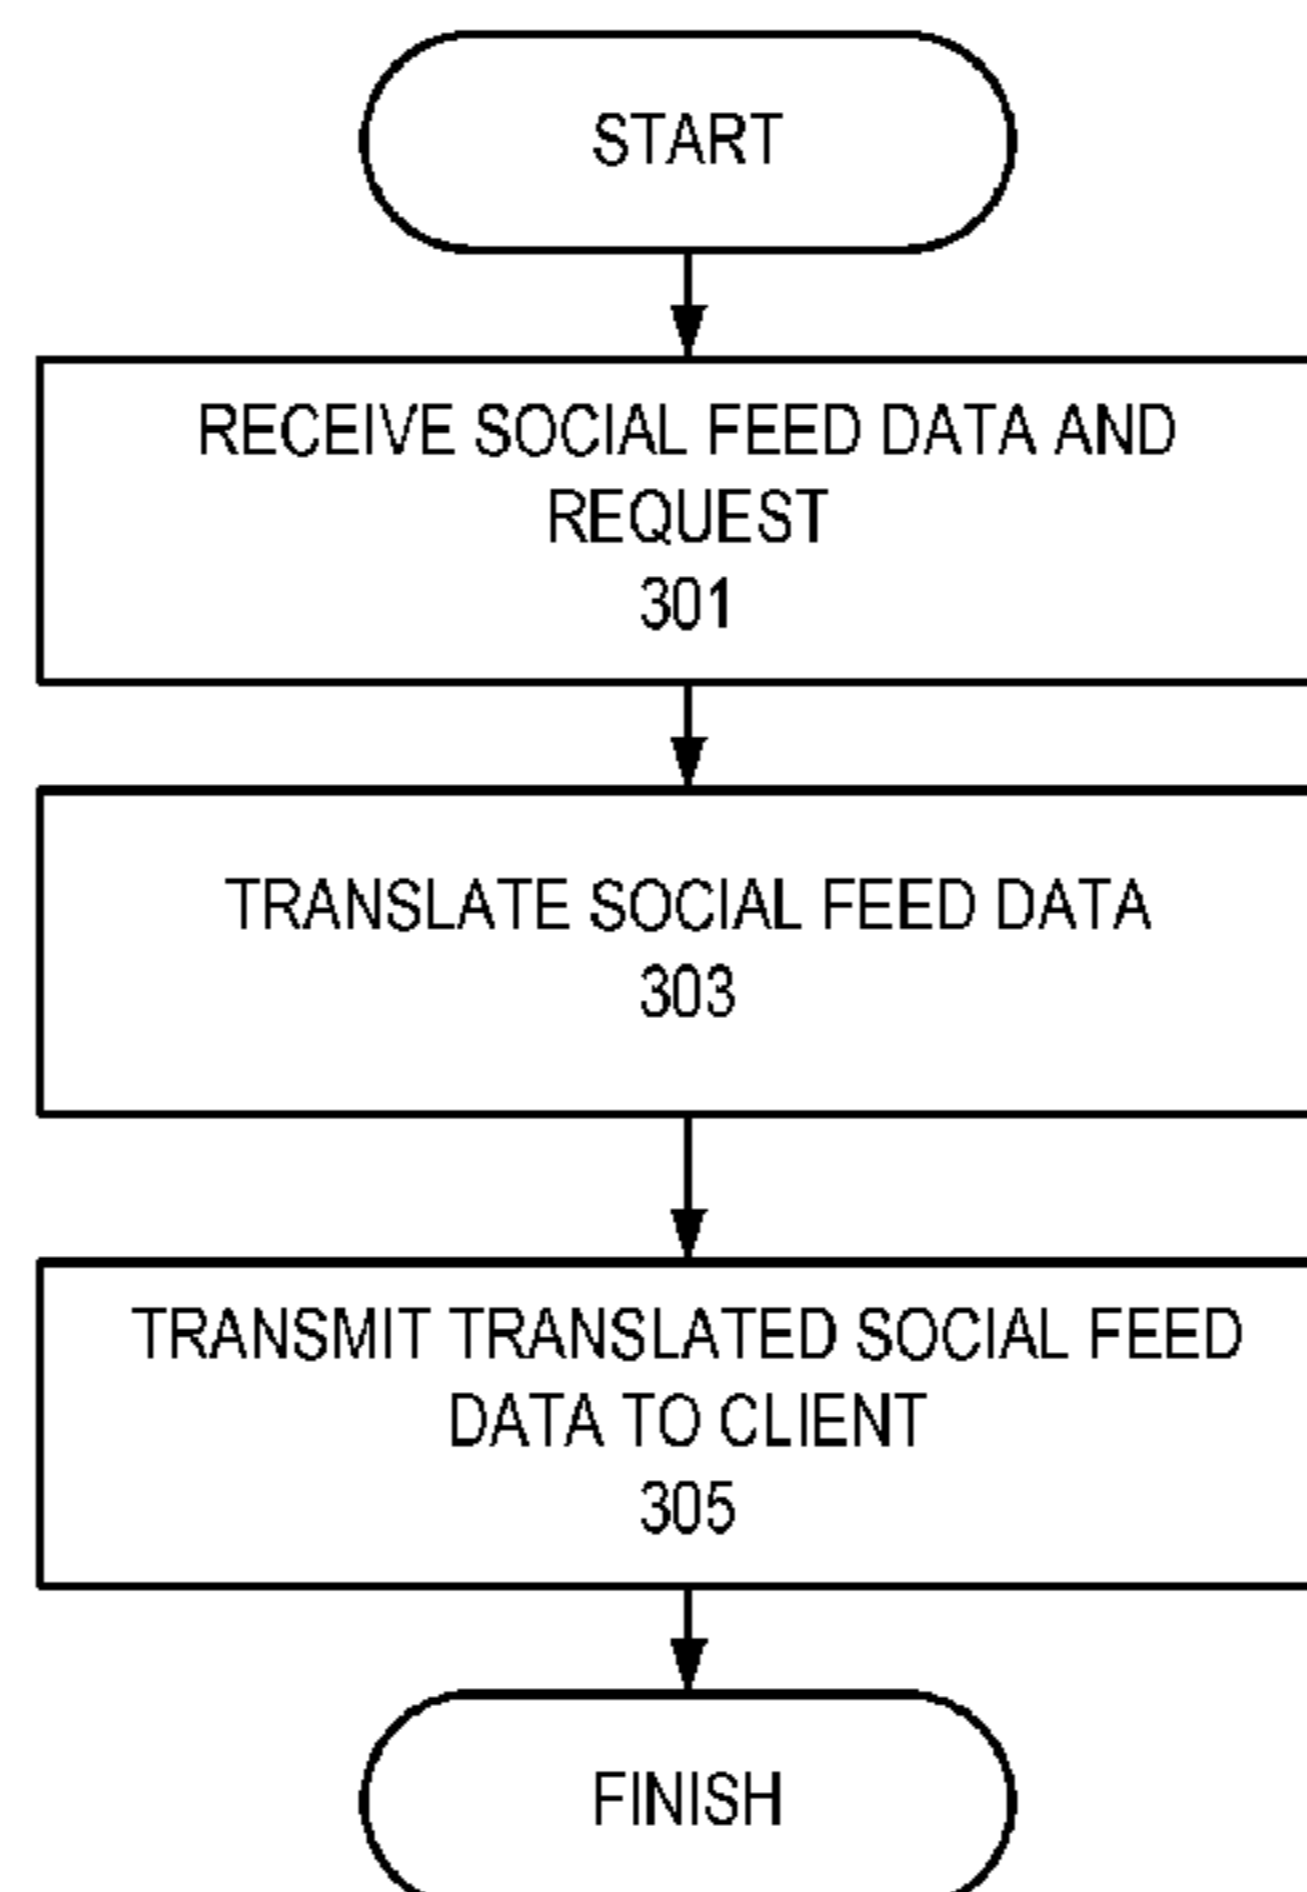 START
RECEIVE SOCIAL FEED DATA AND
REQUEST
301
TRANSLATE SOCIAL FEED DATA
303
TRANSMIT TRANSLATED SOCIAL FEED
DATA TO CLIENT
305
FINISH